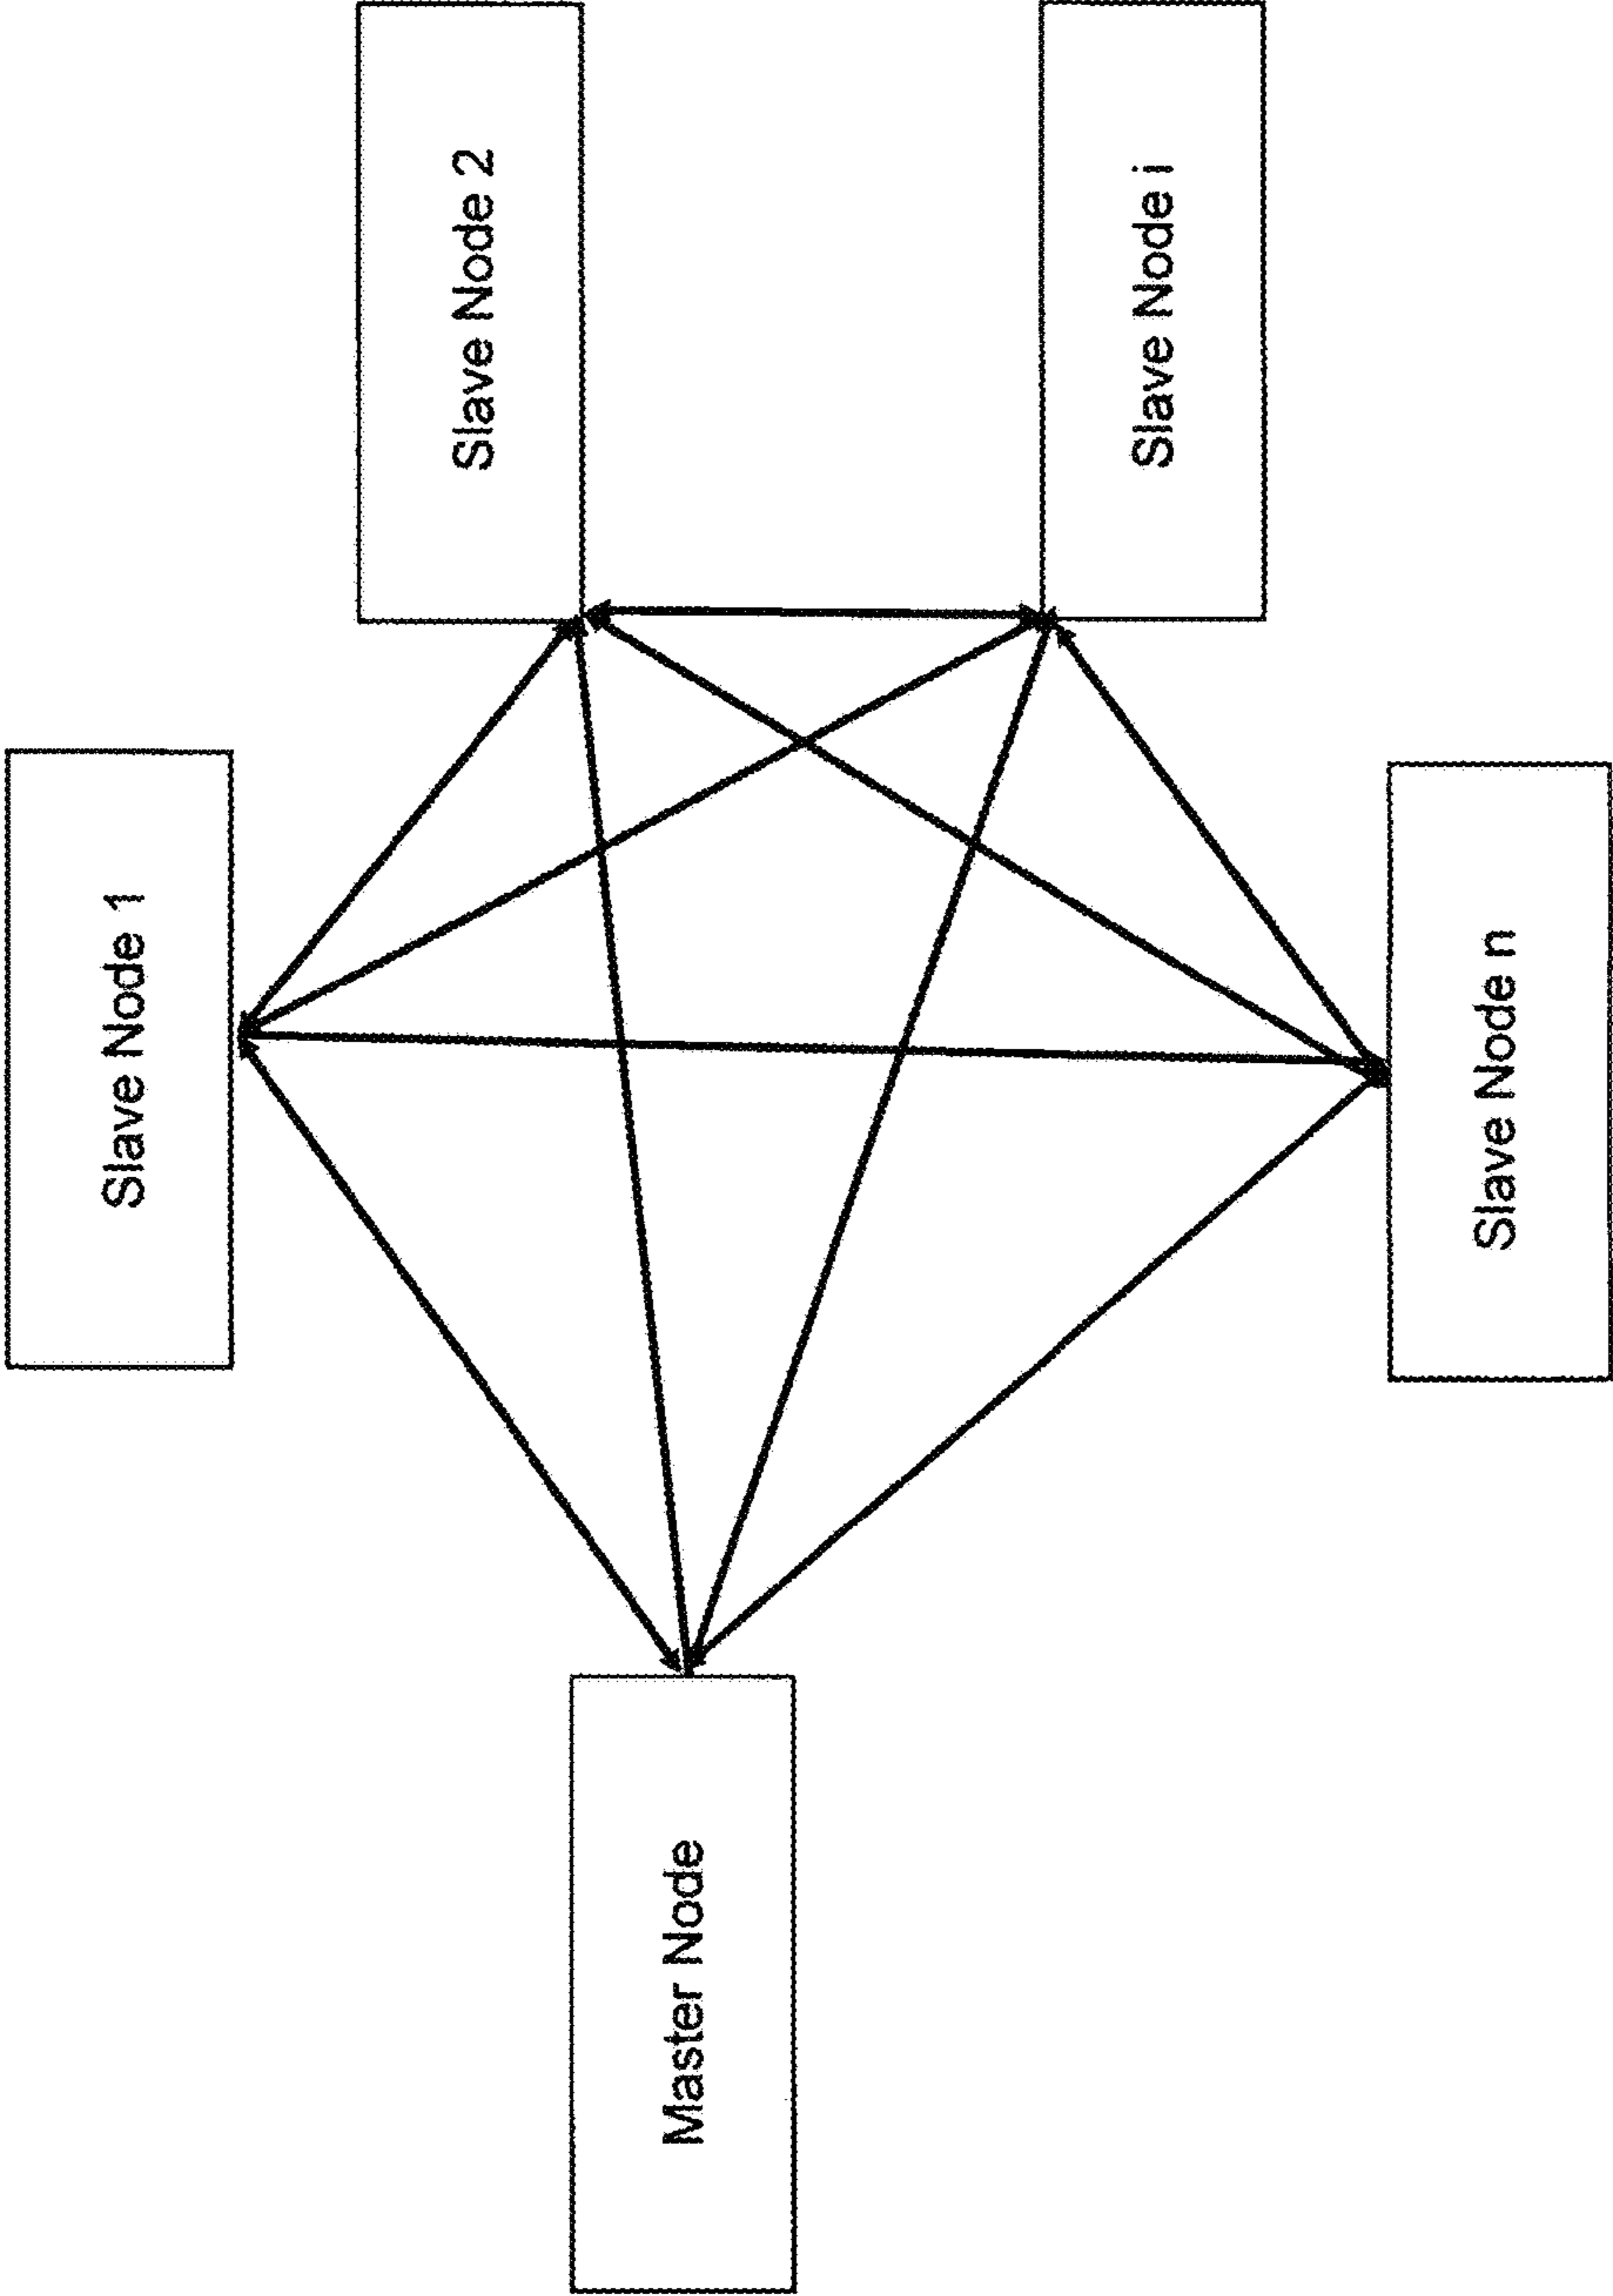 Slave Node 1
Slave Node 2
Master Node
Slave Node i
Slave Node n